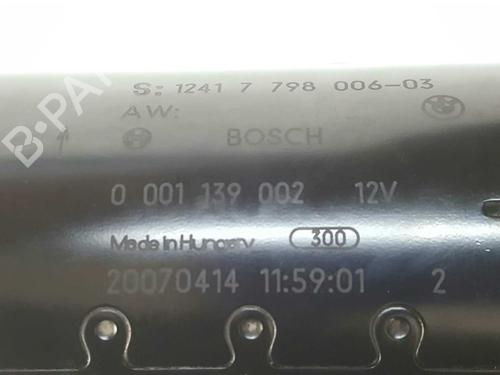 S: 1241 7 798 006-03
AW:
BOSCH
0 001 139 002 12V
Made in Hungary 300
20070414 11:59:01 2
B-PARTS